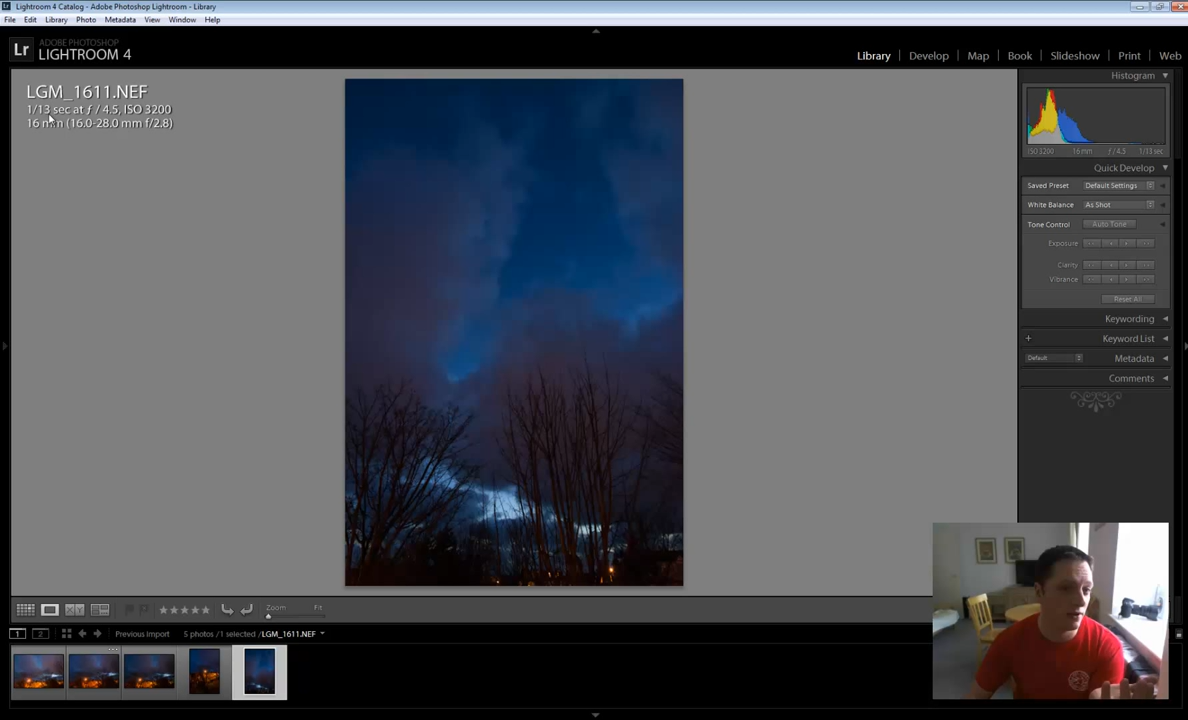 Lightroom 4 Catalog - Adobe Photoshop Lightroom - Library
File Edit Library Photo Metadata View Window Help
Lr ADOBE PHOTOSHOP
LIGHTROOM 4
Library | Develop | Map | Book | Slideshow | Print | Web
LGM_1611.NEF
1/13 sec at ƒ / 4.5, ISO 3200
16 mm (16.0-28.0 mm f/2.8)
Histogram
ISO 3200 16 mm ƒ / 4.5 1/13 sec
Quick Develop
Saved Preset Default Settings
White Balance As Shot
Tone Control Auto Tone
Exposure
Clarity
Vibrance
Reset All
Keywording
+ Keyword List
Default Metadata
Comments
XY Zoom Fit
1 2 Previous import 5 photos /1 selected /LGM_1611.NEF